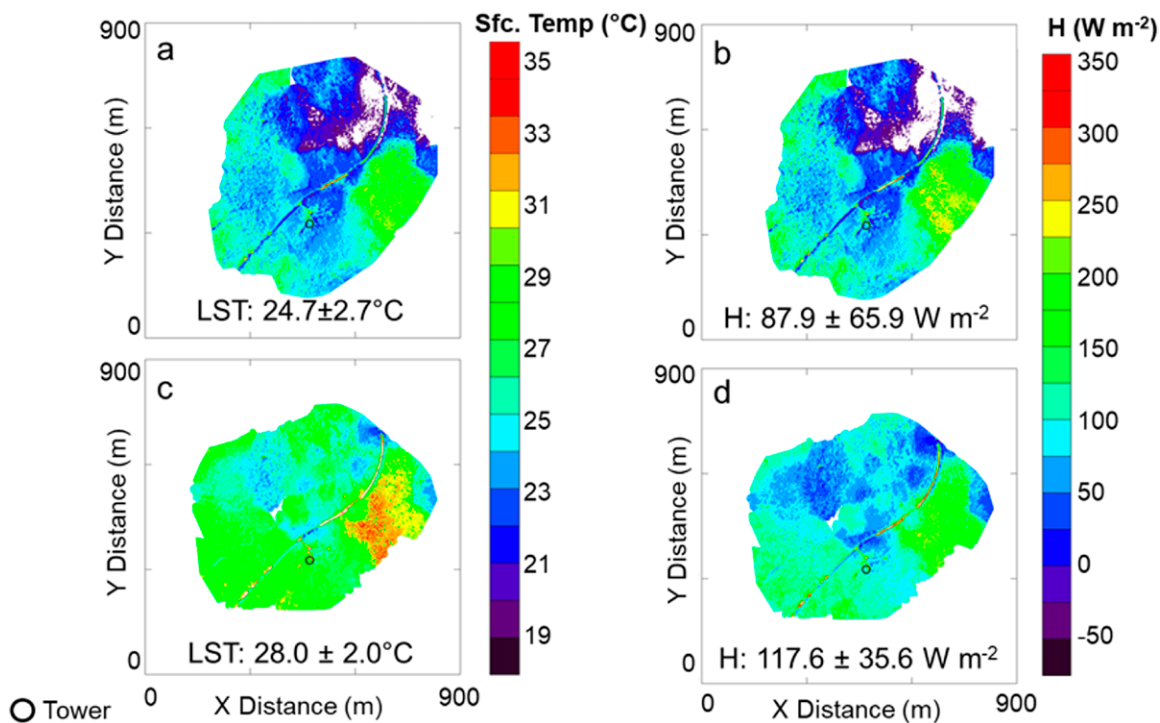 Sfc. Temp (°C)
H (W m-2)
900
a
Y Distance (m)
0
LST: 24.7±2.7°C
35
33
31
29
27
25
23
21
19
900
b
Y Distance (m)
0
H: 87.9 ± 65.9 W m-2
350
300
250
200
150
100
50
0
-50
900
c
Y Distance (m)
0
LST: 28.0 ± 2.0°C
0
X Distance (m)
900
900
d
Y Distance (m)
0
H: 117.6 ± 35.6 W m-2
0
X Distance (m)
900
Tower